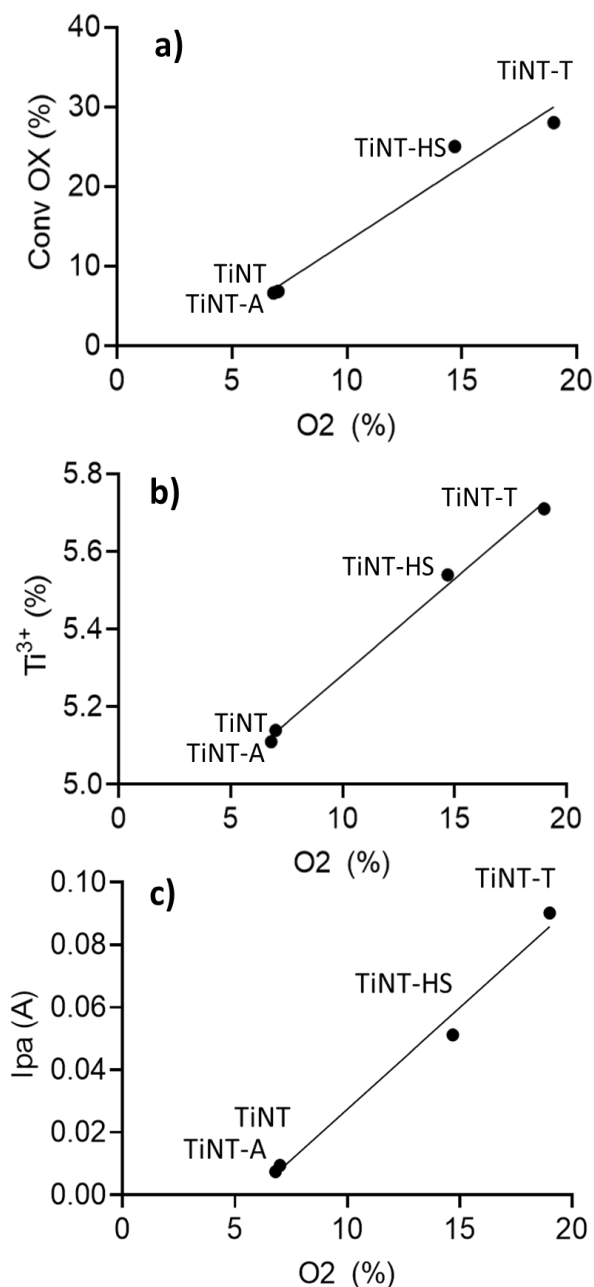 a)
Conv OX (%)
40
30
20
10
0
TiNT-T
TiNT-HS
TiNT
TiNT-A
0 5 10 15 20
O2 (%)
b)
Ti3+ (%)
5.8
5.6
5.4
5.2
5.0
TiNT-T
TiNT-HS
TiNT
TiNT-A
0 5 10 15 20
O2 (%)
c)
Ipa (A)
0.10
0.08
0.06
0.04
0.02
0.00
TiNT-T
TiNT-HS
TiNT
TiNT-A
0 5 10 15 20
O2 (%)